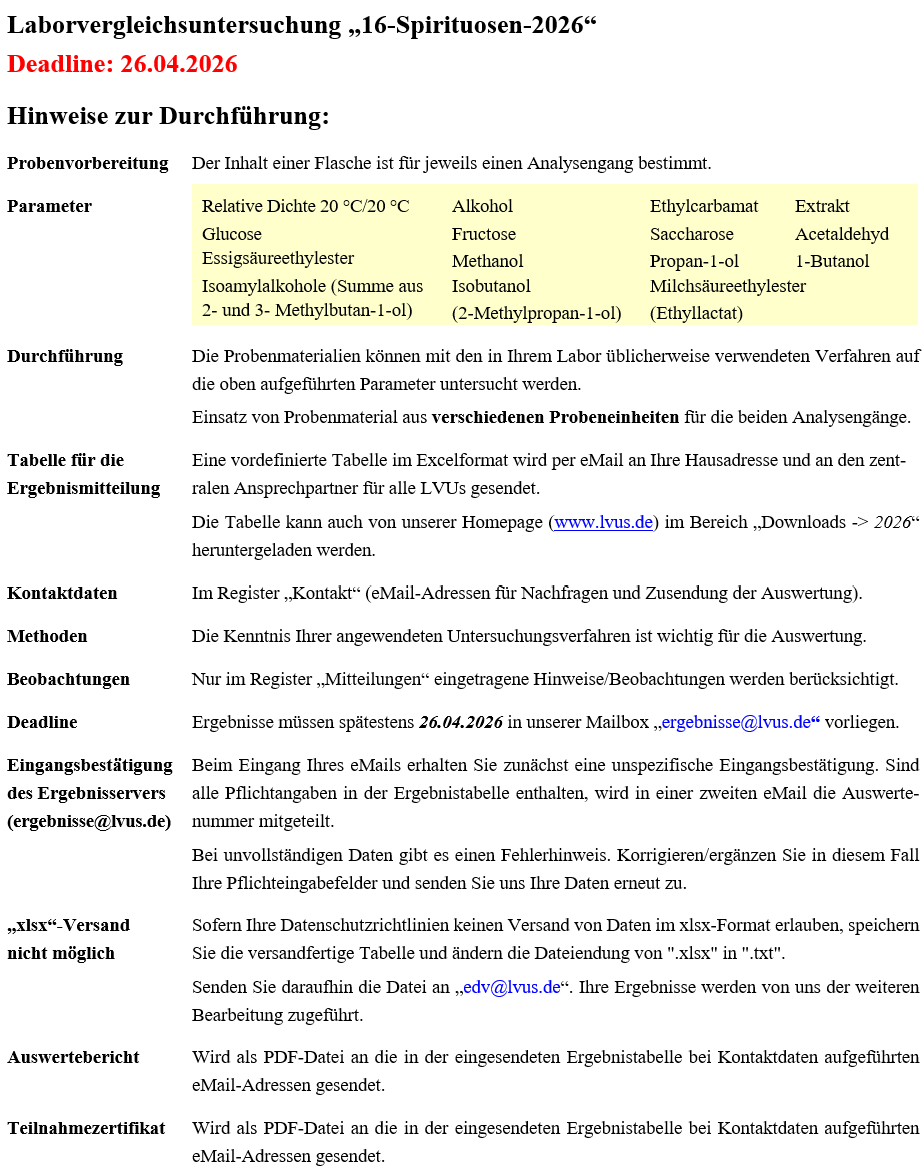 Laborvergleichsuntersuchung „16-Spirituosen-2026“
Deadline: 26.04.2026
Hinweise zur Durchführung:
Probenvorbereitung Der Inhalt einer Flasche ist für jeweils einen Analysengang bestimmt.
Parameter Relative Dichte 20 °C/20 °C Alkohol Ethylcarbamat Extrakt
Glucose Fructose Saccharose Acetaldehyd
Essigsäureethylester Methanol Propan-1-ol 1-Butanol
Isoamylalkohole (Summe aus Isobutanol Milchsäureethylester
2- und 3- Methylbutan-1-ol) (2-Methylpropan-1-ol) (Ethyllactat)
Durchführung Die Probenmaterialien können mit den in Ihrem Labor üblicherweise verwendeten Verfahren auf
die oben aufgeführten Parameter untersucht werden.
Einsatz von Probenmaterial aus verschiedenen Probeneinheiten für die beiden Analysengänge.
Tabelle für die Eine vordefinierte Tabelle im Excelformat wird per eMail an Ihre Hausadresse und an den zent-
Ergebnismitteilung ralen Ansprechpartner für alle LVUs gesendet.
Die Tabelle kann auch von unserer Homepage (www.lvus.de) im Bereich „Downloads -> 2026“
heruntergeladen werden.
Kontaktdaten Im Register „Kontakt“ (eMail-Adressen für Nachfragen und Zusendung der Auswertung).
Methoden Die Kenntnis Ihrer angewendeten Untersuchungsverfahren ist wichtig für die Auswertung.
Beobachtungen Nur im Register „Mitteilungen“ eingetragene Hinweise/Beobachtungen werden berücksichtigt.
Deadline Ergebnisse müssen spätestens 26.04.2026 in unserer Mailbox „ergebnisse@lvus.de“ vorliegen.
Eingangsbestätigung Beim Eingang Ihres eMails erhalten Sie zunächst eine unspezifische Eingangsbestätigung. Sind
des Ergebnisservers alle Pflichtangaben in der Ergebnistabelle enthalten, wird in einer zweiten eMail die Auswerte-
(ergebnisse@lvus.de) nummer mitgeteilt.
Bei unvollständigen Daten gibt es einen Fehlerhinweis. Korrigieren/ergänzen Sie in diesem Fall
Ihre Pflichteingabefelder und senden Sie uns Ihre Daten erneut zu.
„xlsx“-Versand Sofern Ihre Datenschutzrichtlinien keinen Versand von Daten im xlsx-Format erlauben, speichern
nicht möglich Sie die versandfertige Tabelle und ändern die Dateiendung von ".xlsx" in ".txt".
Senden Sie daraufhin die Datei an „edv@lvus.de“. Ihre Ergebnisse werden von uns der weiteren
Bearbeitung zugeführt.
Auswertebericht Wird als PDF-Datei an die in der eingesendeten Ergebnistabelle bei Kontaktdaten aufgeführten
eMail-Adressen gesendet.
Teilnahmezertifikat Wird als PDF-Datei an die in der eingesendeten Ergebnistabelle bei Kontaktdaten aufgeführten
eMail-Adressen gesendet.